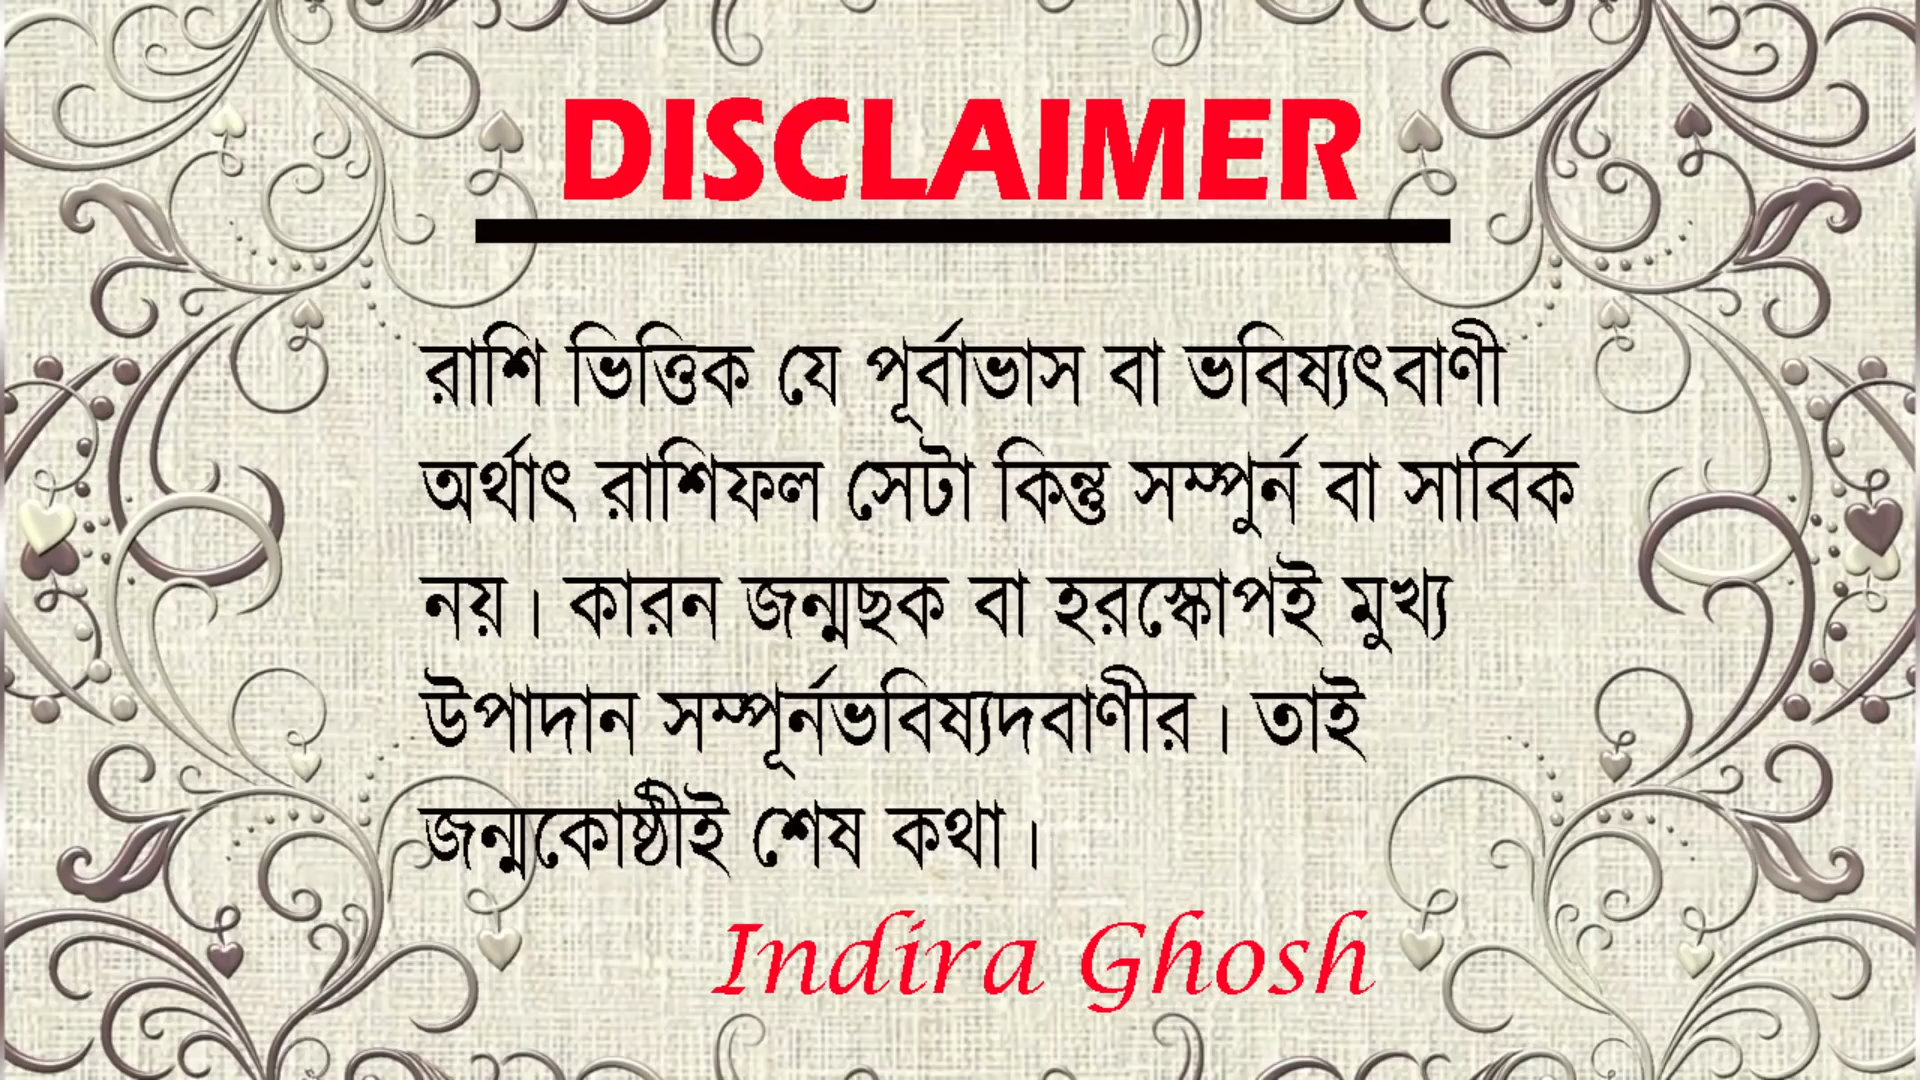 DISCLAIMER
রাশি ভিত্তিক যে পূর্বাভাস বা ভবিষ্যৎবাণী
অর্থাৎ রাশিফল সেটা কিন্তু সম্পুর্ন বা সার্বিক
নয়। কারন জন্মছক বা হরস্কোপই মুখ্য
উপাদান সম্পূর্নভবিষ্যদবাণীর। তাই
জন্মকোষ্ঠীই শেষ কথা।
Indira Ghosh